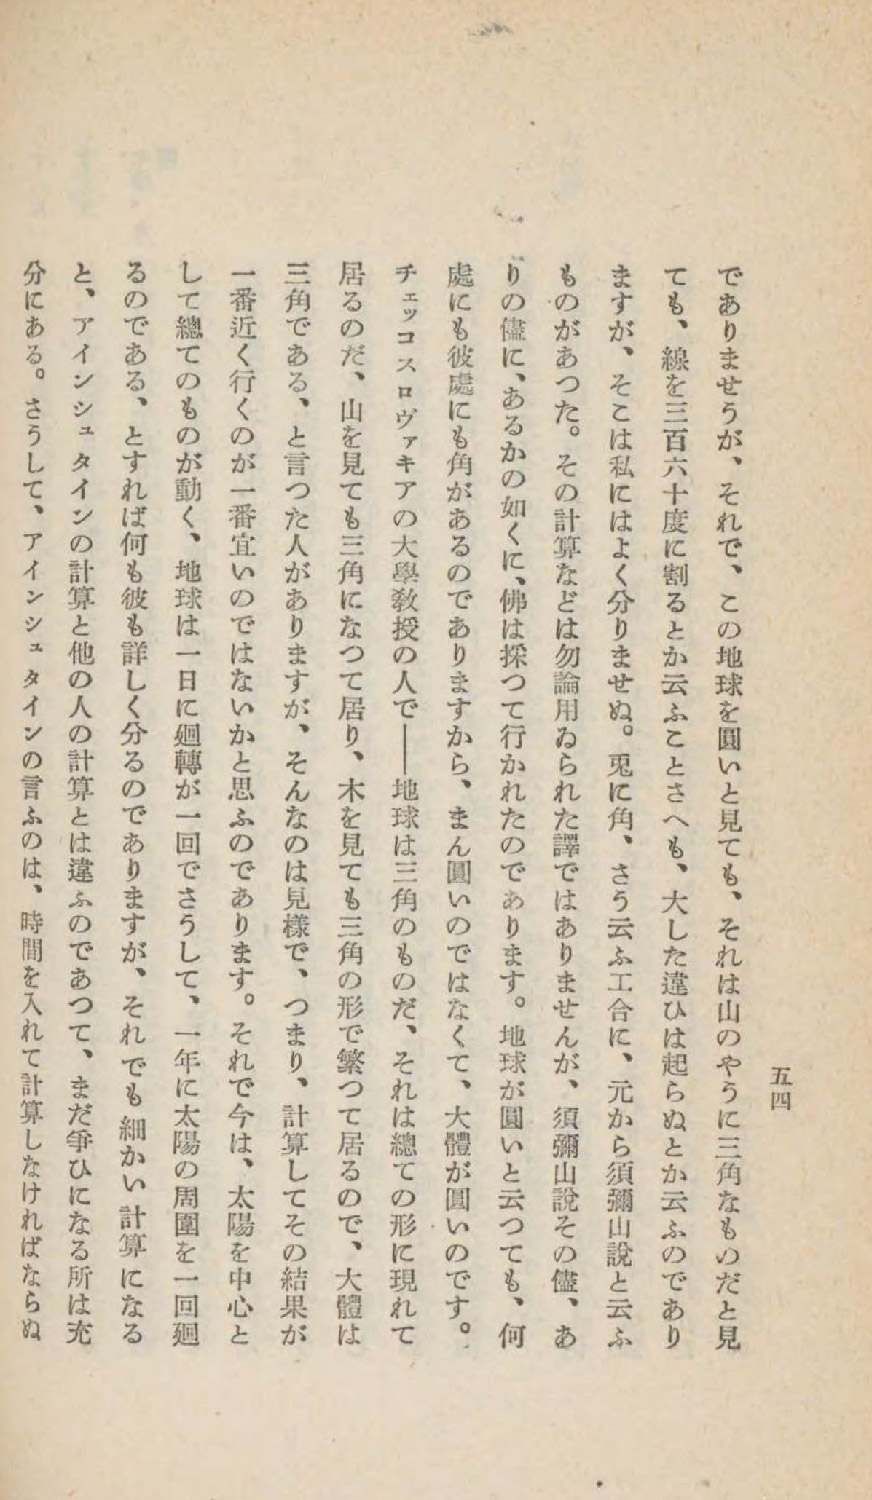 五四
でありませうが、それで、この地球を圓いと見ても、それは山のやうに三角なものだと見
ても、線を三百六十度に割るとか云ふことさへも、大した違ひは起らぬとか云ふのであり
ますが、そこは私にはよく分りませぬ。兎に角、さう云ふ工合に、元から須彌山說と云ふ
ものがあつた。その計算などは勿論用ゐられた譯ではありませんが、須彌山說その儘、あ
りの儘に、あるかの如くに、佛は採つて行かれたのであります。地球が圓いと云つても、何
處にも彼處にも角があるのでありますから、まん圓いのではなくて、大體が圓いのです。
チェッコスロヴァキアの大學敎授の人で――地球は三角のものだ、それは總ての形に現れて
居るのだ、山を見ても三角になつて居り、木を見ても三角の形で繁つて居るので、大體は
三角である、と言つた人がありますが、そんなのは見樣で、つまり、計算してその結果が
一番近く行くのが一番宜いのではないかと思ふのであります。それで今は、太陽を中心と
して總てのものが動く、地球は一日に廻轉が一回でさうして、一年に太陽の周圍を一回廻
るのである、とすれば何も彼も詳しく分るのでありますが、それでも細かい計算になる
と、アインシュタインの計算と他の人の計算とは違ふのであつて、まだ爭ひになる所は充
分にある。さうして、アインシュタインの言ふのは、時間を入れて計算しなければならぬ